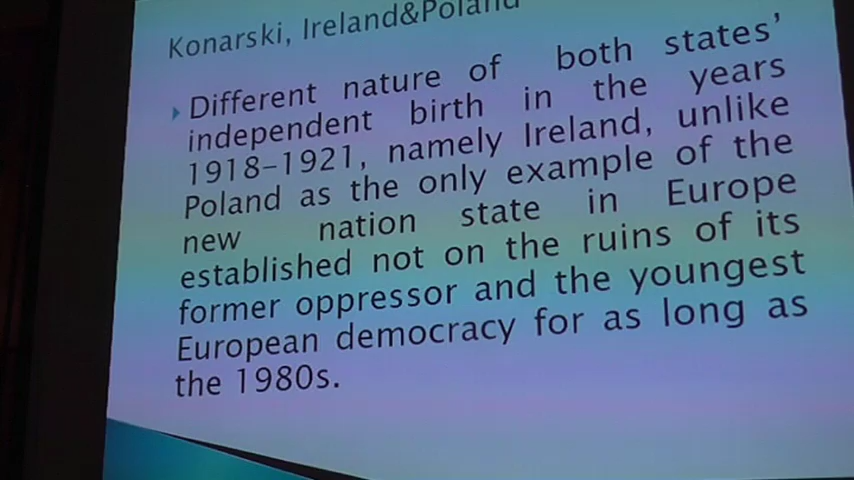 Konarski, Ireland&Poland
Different nature of both states’
independent birth in the years
1918–1921, namely Ireland, unlike
Poland as the only example of the
new nation state in Europe
established not on the ruins of its
former oppressor and the youngest
European democracy for as long as
the 1980s.